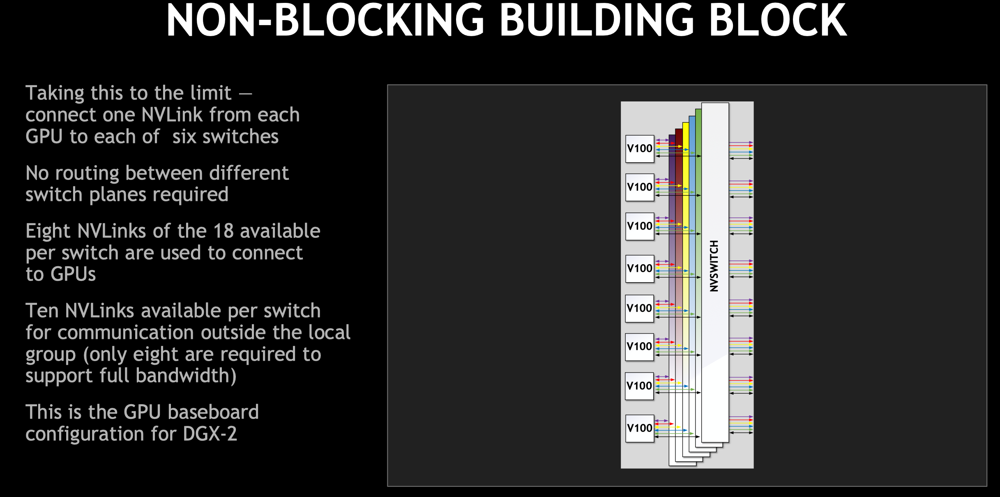 NON-BLOCKING BUILDING BLOCK
Taking this to the limit —
connect one NVLink from each
GPU to each of  six switches
No routing between different
switch planes required
Eight NVLinks of the 18 available
per switch are used to connect
to GPUs
Ten NVLinks available per switch
for communication outside the local
group (only eight are required to
support full bandwidth)
This is the GPU baseboard
configuration for DGX-2
V100
V100
V100
V100
V100
V100
V100
V100
NVSWITCH